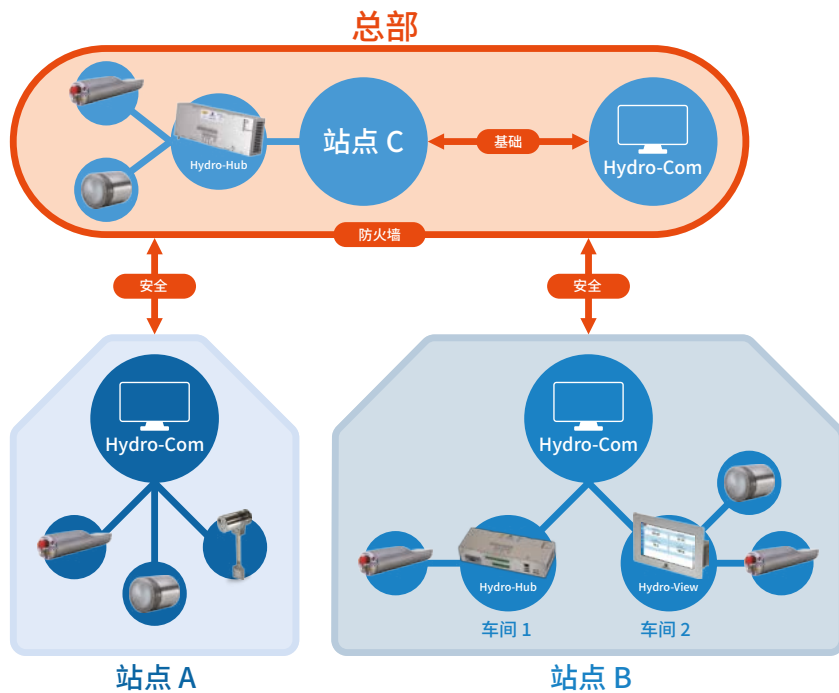 总部
Hydro-Hub
站点 C
基础
Hydro-Com
防火墙
安全
安全
Hydro-Com
Hydro-Com
Hydro-Hub
Hydro-View
车间 1
车间 2
站点 A
站点 B